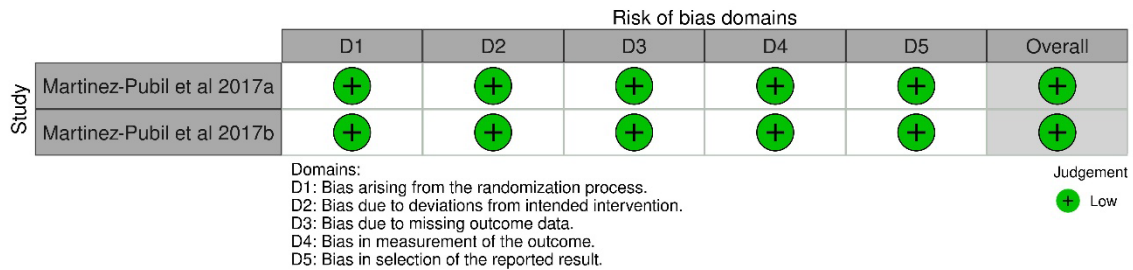 Risk of bias domains
D1 D2 D3 D4 D5 Overall
Study
Martinez-Pubil et al 2017a + + + + + +
Martinez-Pubil et al 2017b + + + + + +
Domains:
D1: Bias arising from the randomization process.
D2: Bias due to deviations from intended intervention.
D3: Bias due to missing outcome data.
D4: Bias in measurement of the outcome.
D5: Bias in selection of the reported result.
Judgement
+ Low